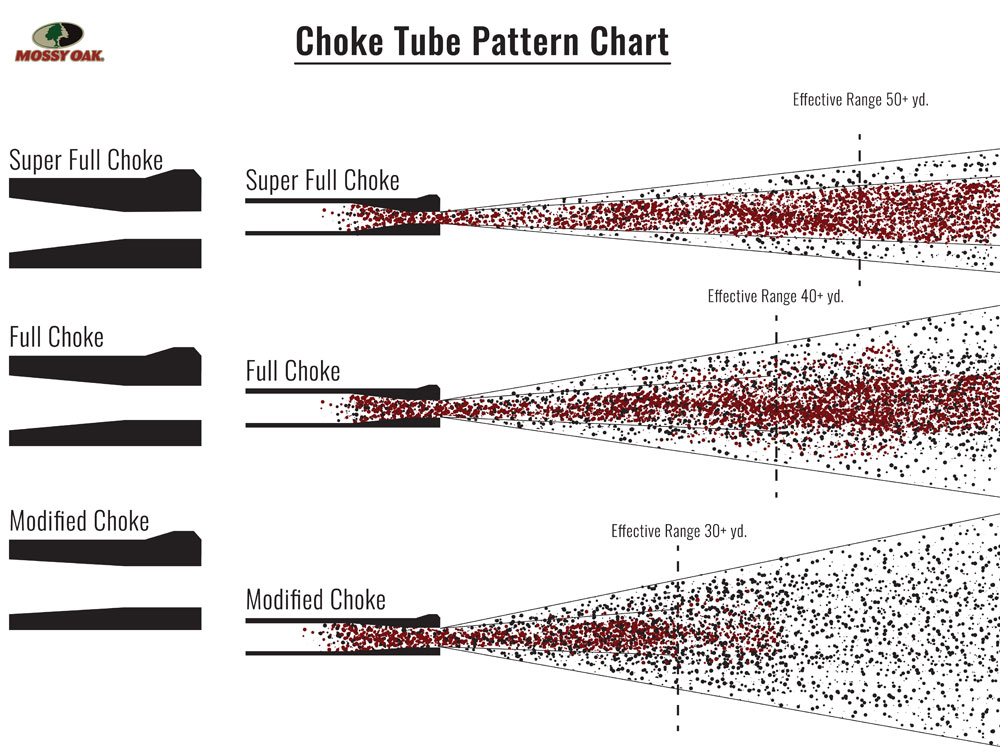 MOSSY OAK.
Choke Tube Pattern Chart
Effective Range 50+ yd.
Super Full Choke
Super Full Choke
Effective Range 40+ yd.
Full Choke
Full Choke
Modified Choke
Effective Range 30+ yd.
Modified Choke